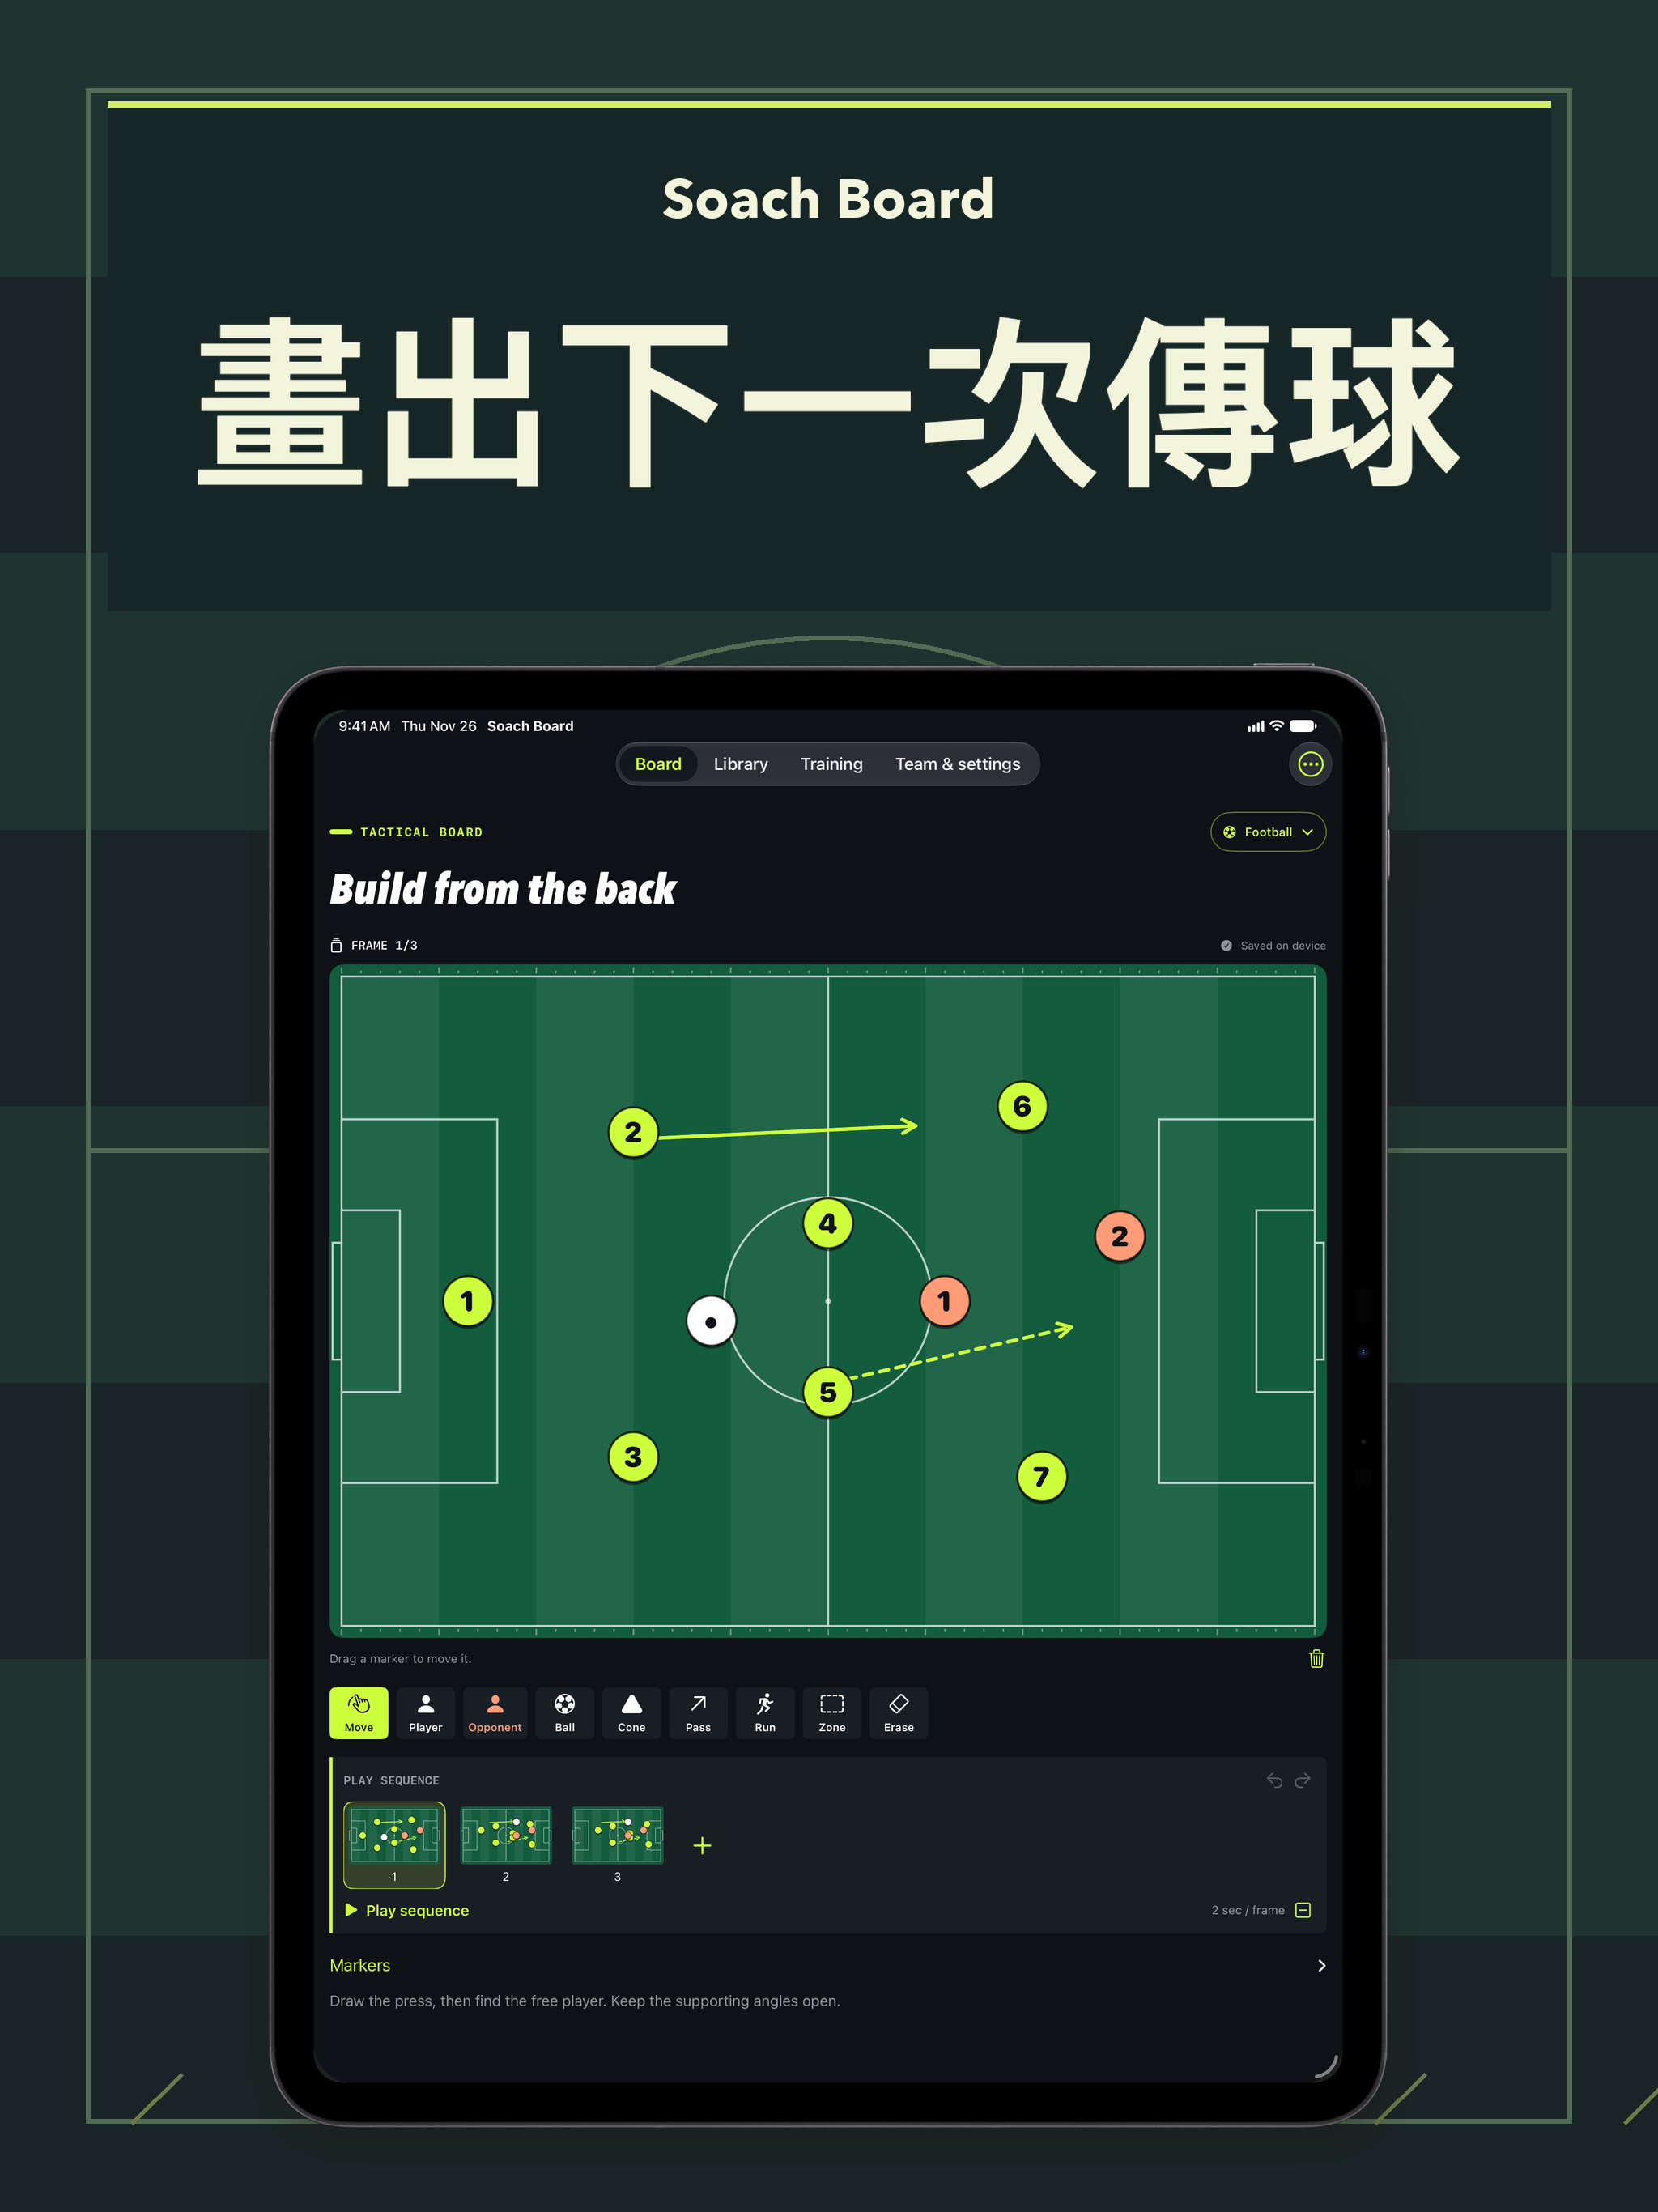 Soach Board
畫出下一次傳球
9:41 AM Thu Nov 26 Soach Board
Board Library Training Team & settings
TACTICAL BOARD
Football
Build from the back
FRAME 1/3
Saved on device
6
2
4
2
1
1
5
3
7
Drag a marker to move it.
Move Player Opponent Ball Cone Pass Run Zone Erase
PLAY SEQUENCE
1 2 3
Play sequence
2 sec / frame
Markers
Draw the press, then find the free player. Keep the supporting angles open.